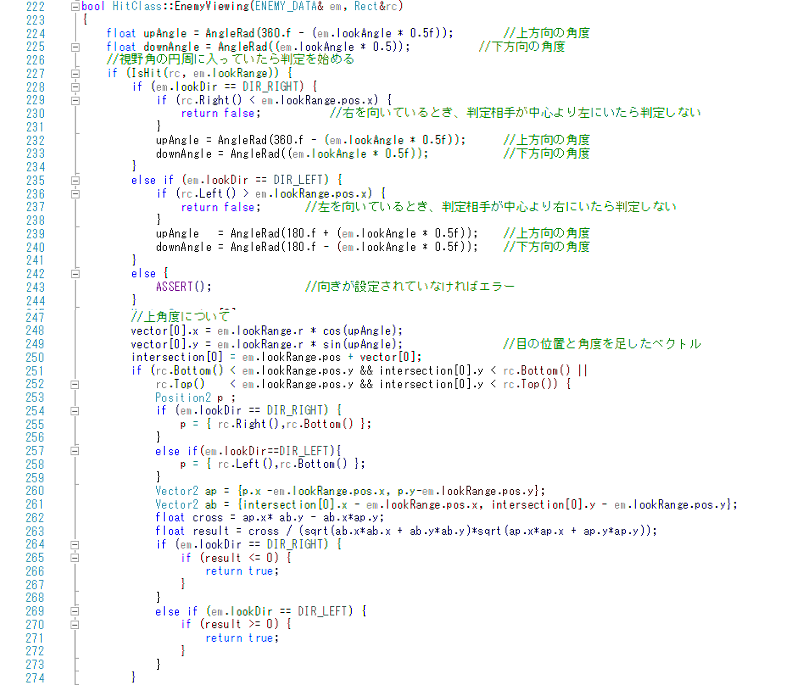 222 bool HitClass::EnemyViewing(ENEMY_DATA& em, Rect&rc)
223 {
224 float upAngle = AngleRad(360.f - (em.lookAngle * 0.5f)); //上方向の角度
225 float downAngle = AngleRad((em.lookAngle * 0.5)); //下方向の角度
226 //視野角の円周に入っていたら判定を始める
227 if (IsHit(rc, em.lookRange)) {
228 if (em.lookDir == DIR_RIGHT) {
229 if (rc.Right() < em.lookRange.pos.x) {
230 return false; //右を向いているとき、判定相手が中心より左にいたら判定しない
231 }
232 upAngle = AngleRad(360.f - (em.lookAngle * 0.5f)); //上方向の角度
233 downAngle = AngleRad((em.lookAngle * 0.5f)); //下方向の角度
234 }
235 else if (em.lookDir == DIR_LEFT) {
236 if (rc.Left() > em.lookRange.pos.x) {
237 return false; //左を向いているとき、判定相手が中心より右にいたら判定しない
238 }
239 upAngle = AngleRad(180.f + (em.lookAngle * 0.5f)); //上方向の角度
240 downAngle = AngleRad(180.f - (em.lookAngle * 0.5f)); //下方向の角度
241 }
242 else {
243 ASSERT(); //向きが設定されていなければエラー
244 }
247 //上角度について
248 vector[0].x = em.lookRange.r * cos(upAngle);
249 vector[0].y = em.lookRange.r * sin(upAngle); //目の位置と角度を足したベクトル
250 intersection[0] = em.lookRange.pos + vector[0];
251 if (rc.Bottom() < em.lookRange.pos.y && intersection[0].y < rc.Bottom() ||
252 rc.Top() < em.lookRange.pos.y && intersection[0].y < rc.Top()) {
253 Position2 p ;
254 if (em.lookDir == DIR_RIGHT) {
255 p = { rc.Right(),rc.Bottom() };
256 }
257 else if(em.lookDir==DIR_LEFT){
258 p = { rc.Left(),rc.Bottom() };
259 }
260 Vector2 ap = {p.x -em.lookRange.pos.x, p.y-em.lookRange.pos.y};
261 Vector2 ab = {intersection[0].x - em.lookRange.pos.x, intersection[0].y - em.lookRange.pos.y};
262 float cross = ap.x* ab.y - ab.x*ap.y;
263 float result = cross / (sqrt(ab.x*ab.x + ab.y*ab.y)*sqrt(ap.x*ap.x + ap.y*ap.y));
264 if (em.lookDir == DIR_RIGHT) {
265 if (result <= 0) {
266 return true;
267 }
268 }
269 else if (em.lookDir == DIR_LEFT) {
270 if (result >= 0) {
271 return true;
272 }
273 }
274 }